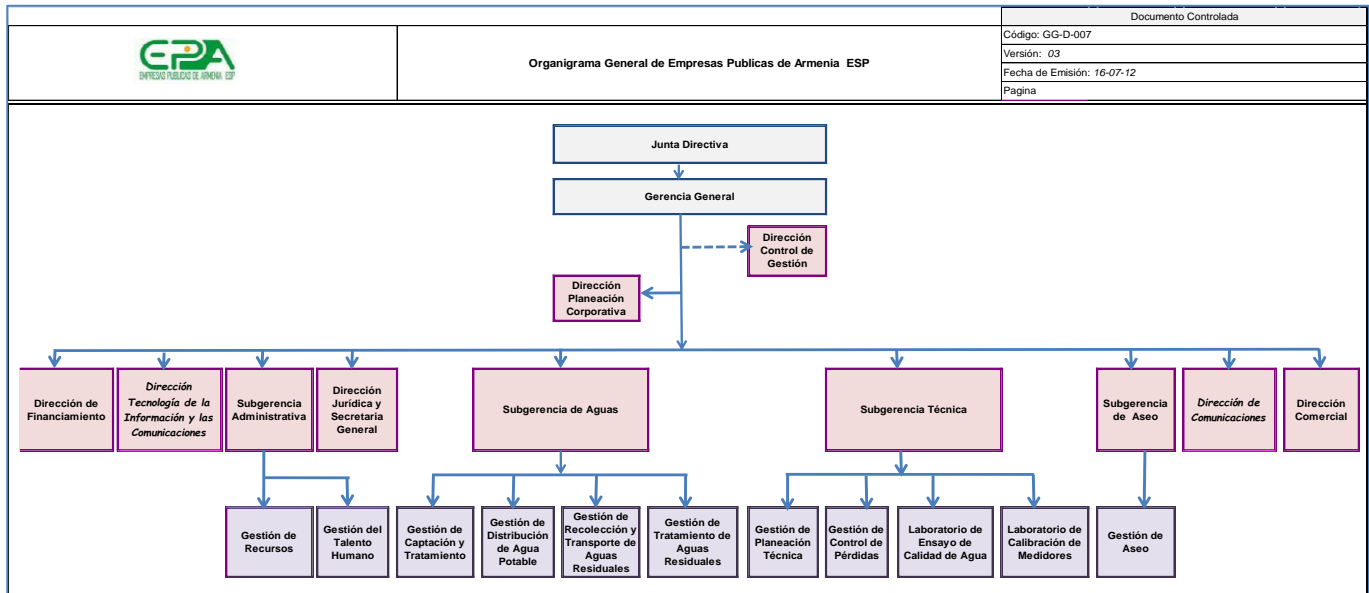 Documento Controlada
EPA
EMPRESAS PUBLICAS DE ARMENIA ESP
Organigrama General de Empresas Publicas de Armenia ESP
Código: GG-D-007
Versión: 03
Fecha de Emisión: 16-07-12
Pagina
Junta Directiva
Gerencia General
Dirección
Control de
Gestión
Dirección
Planeación
Corporativa
Dirección de
Financiamiento
Dirección
Tecnología de la
Información y las
Comunicaciones
Subgerencia
Administrativa
Dirección
Jurídica y
Secretaria
General
Subgerencia de Aguas
Subgerencia Técnica
Subgerencia
de Aseo
Dirección de
Comunicaciones
Dirección
Comercial
Gestión de
Recursos
Gestión del
Talento
Humano
Gestión de
Captación y
Tratamiento
Gestión de
Distribución
de Agua
Potable
Gestión de
Recolección y
Transporte de
Aguas
Residuales
Gestión de
Tratamiento de
Aguas
Residuales
Gestión de
Planeación
Técnica
Gestión de
Control de
Pérdidas
Laboratorio de
Ensayo de
Calidad de Agua
Laboratorio de
Calibración de
Medidores
Gestión de
Aseo